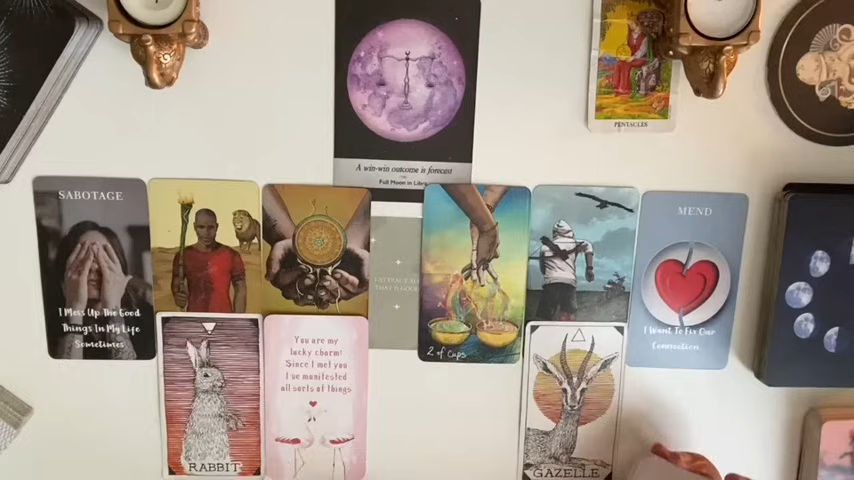 A win-win outcome is forecast
Full Moon in Libra
PENTACLES
SABOTAGE
I Mess Up The Good
Things In My Life
Sometimes
2 of Cups
MEND
I Want To Fix Our
Connection
RABBIT
You are my
lucky charm!
Since I met you
I've manifested
all sorts of things
GAZELLE